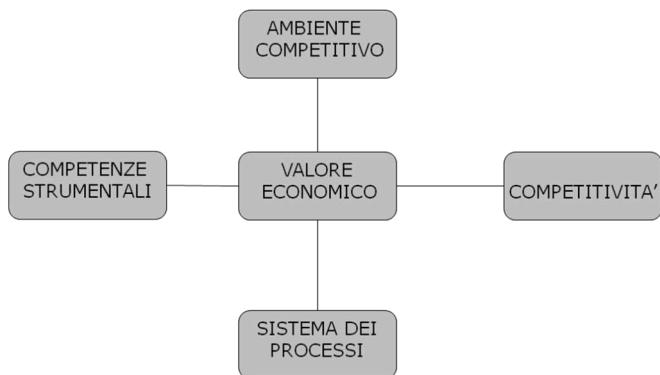 AMBIENTE
COMPETITIVO
COMPETENZE
STRUMENTALI
VALORE
ECONOMICO
COMPETITIVITA’
SISTEMA DEI
PROCESSI